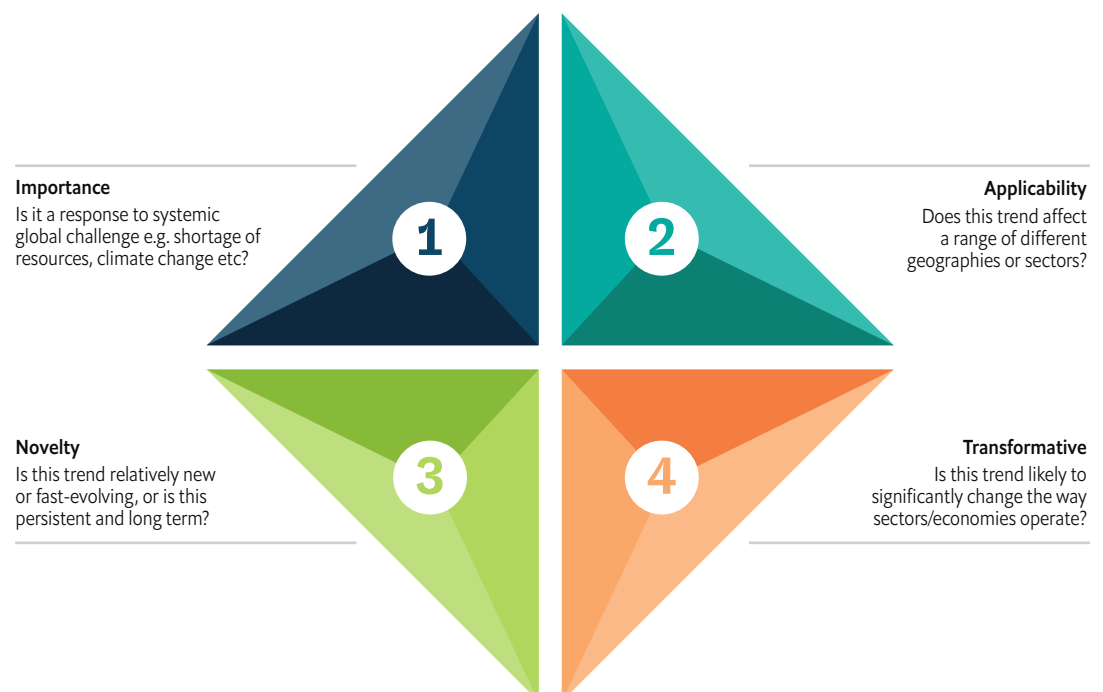 1
Importance
Is it a response to systemic
global challenge e.g. shortage of
resources, climate change etc?
2
Applicability
Does this trend affect
a range of different
geographies or sectors?
3
Novelty
Is this trend relatively new
or fast-evolving, or is this
persistent and long term?
4
Transformative
Is this trend likely to
significantly change the way
sectors/economies operate?